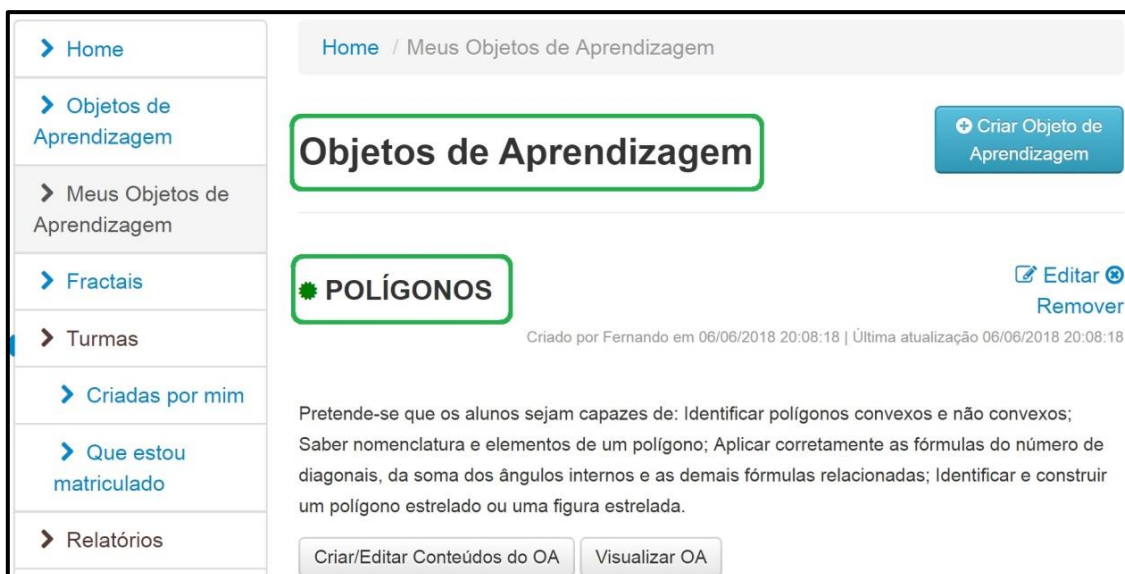 Home
Objetos de
Aprendizagem
Meus Objetos de
Aprendizagem
Fractais
Turmas
Criadas por mim
Que estou
matriculado
Relatórios
Home / Meus Objetos de Aprendizagem
Objetos de Aprendizagem
Criar Objeto de
Aprendizagem
POLÍGONOS
Editar
Remover
Criado por Fernando em 06/06/2018 20:08:18 | Última atualização 06/06/2018 20:08:18
Pretende-se que os alunos sejam capazes de: Identificar polígonos convexos e não convexos;
Saber nomenclatura e elementos de um polígono; Aplicar corretamente as fórmulas do número de
diagonais, da soma dos ângulos internos e as demais fórmulas relacionadas; Identificar e construir
um polígono estrelado ou uma figura estrelada.
Criar/Editar Conteúdos do OA
Visualizar OA